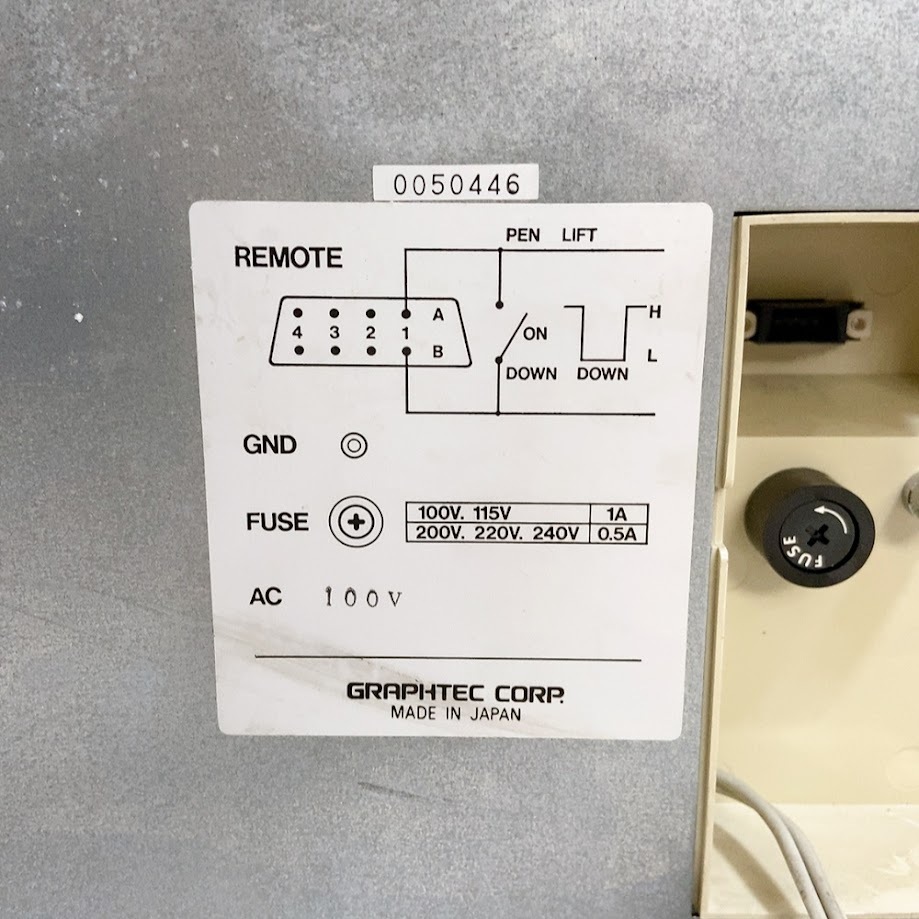 0050446
PEN LIFT
REMOTE
A
H
4 3 2 1
ON
B
L
DOWN DOWN
GND
FUSE
100V. 115V 1A
200V. 220V. 240V 0.5A
AC 100V
GRAPHTEC CORP.
MADE IN JAPAN
FUSE